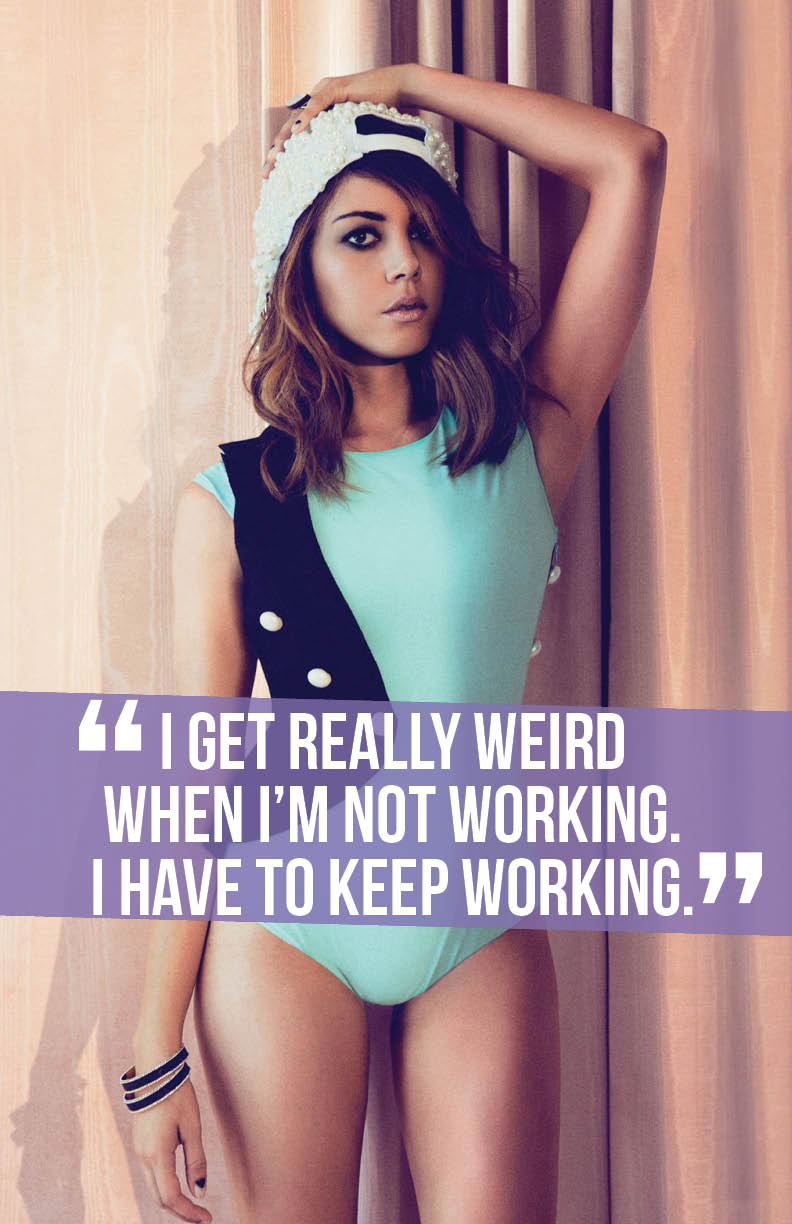 “I GET REALLY WEIRD
WHEN I’M NOT WORKING.
I HAVE TO KEEP WORKING.”